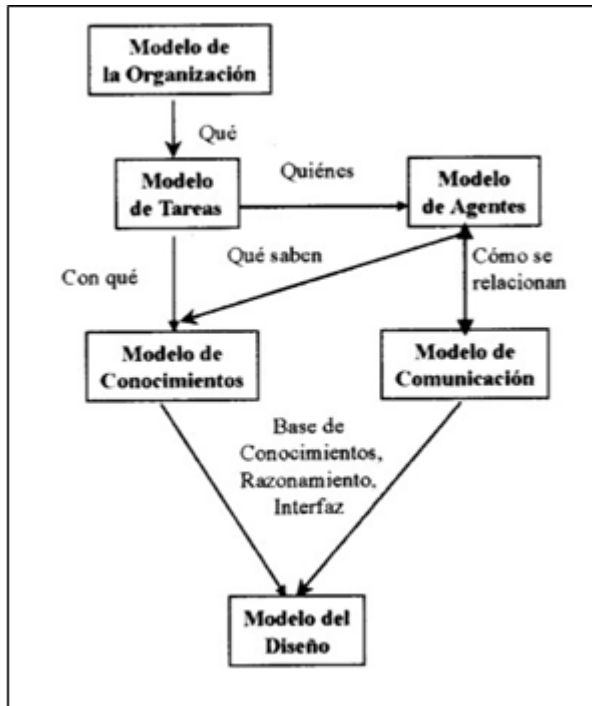 Modelo de
la Organización
Qué
Modelo
de Tareas
Quiénes
Modelo
de Agentes
Con qué
Qué saben
Cómo se
relacionan
Modelo de
Conocimientos
Modelo de
Comunicación
Base de
Conocimientos,
Razonamiento,
Interfaz
Modelo del
Diseño